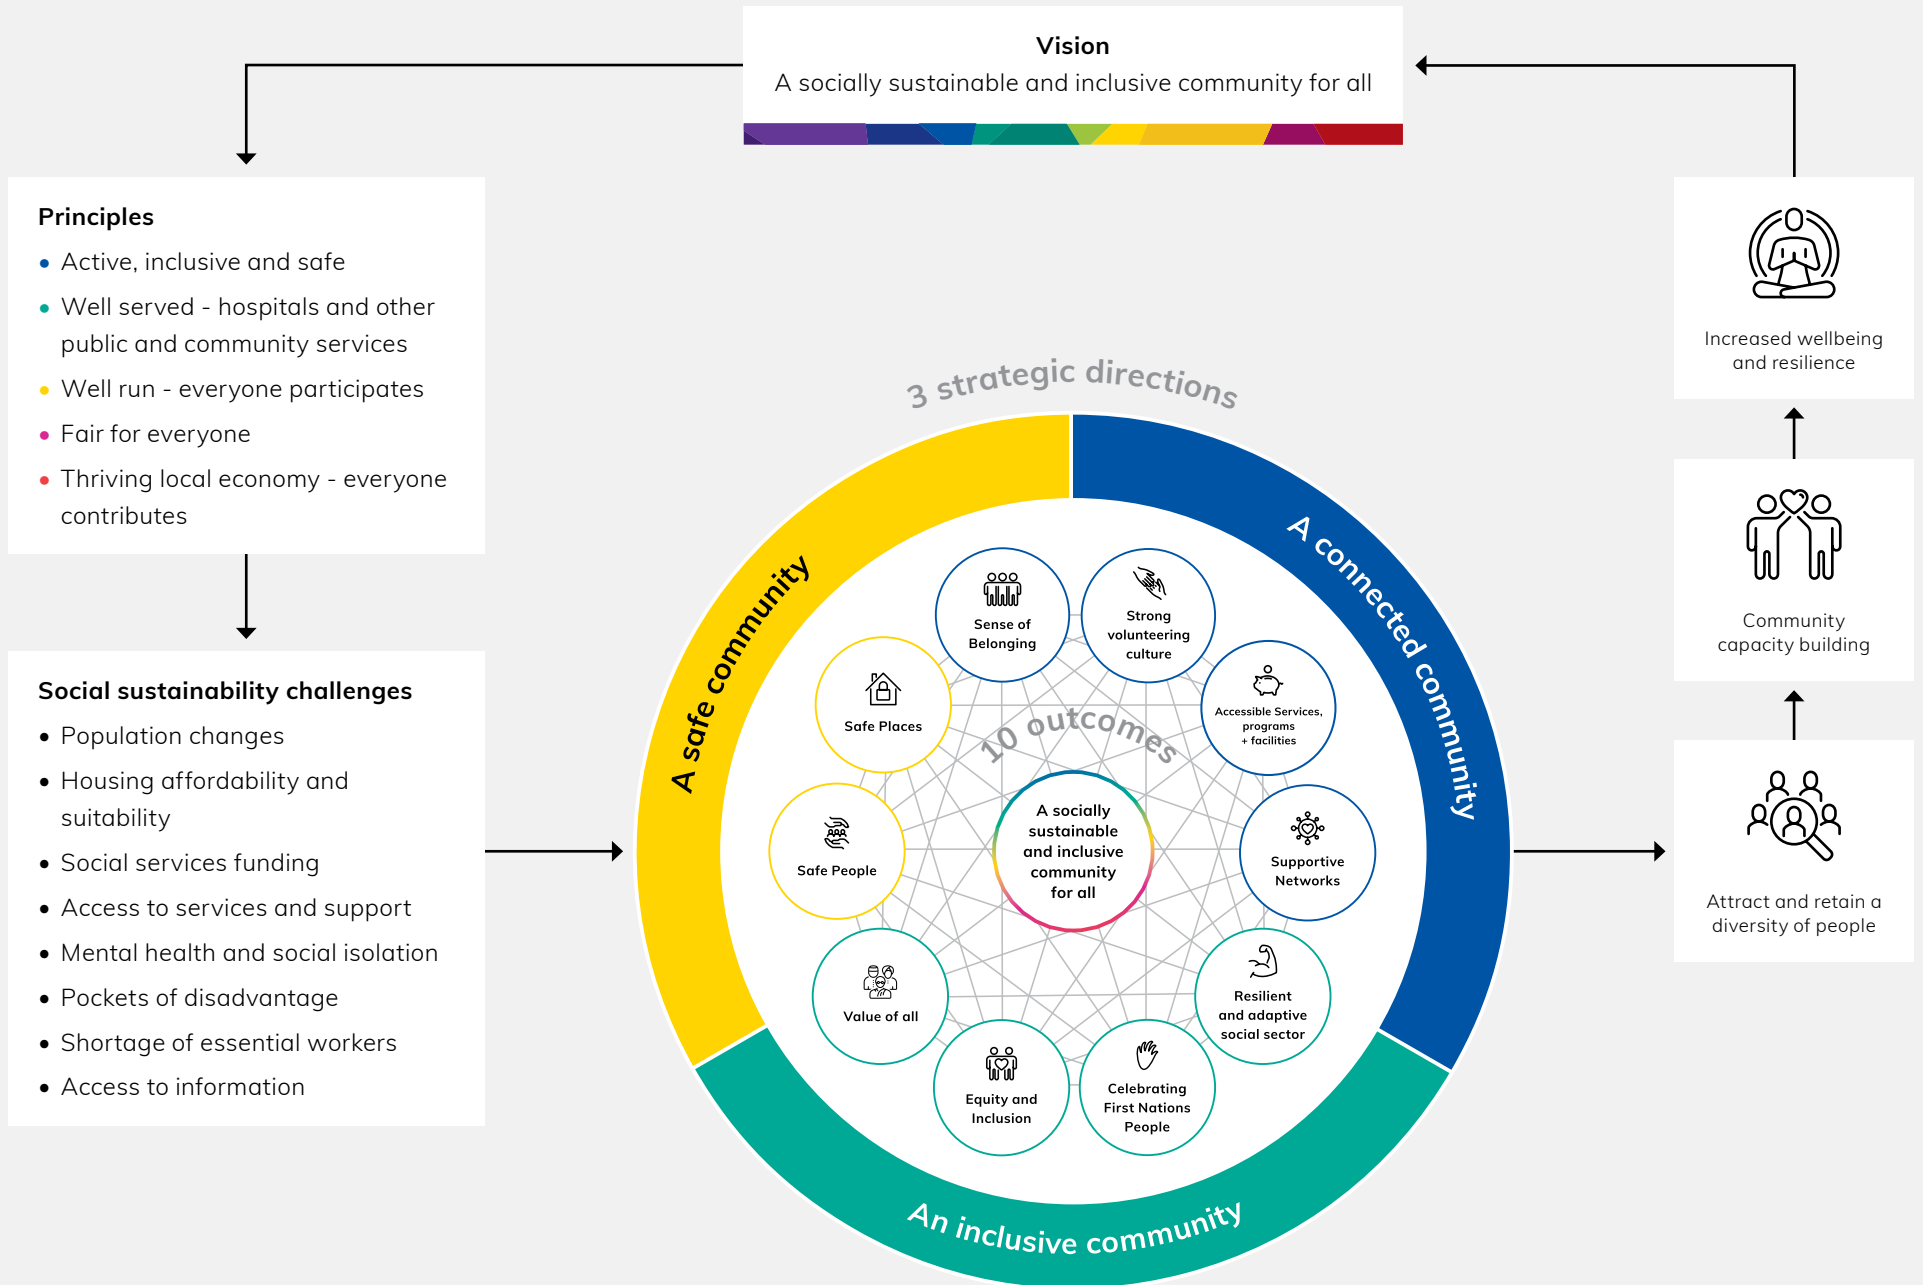 Vision
A socially sustainable and inclusive community for all
Principles
Active, inclusive and safe
Well served - hospitals and other
public and community services
Well run - everyone participates
Fair for everyone
Thriving local economy - everyone
contributes
Social sustainability challenges
Population changes
Housing affordability and
suitability
Social services funding
Access to services and support
Mental health and social isolation
Pockets of disadvantage
Shortage of essential workers
Access to information
3 strategic directions
A safe community
A connected community
An inclusive community
10 outcomes
A socially
sustainable
and inclusive
community
for all
Sense of
Belonging
Strong
volunteering
culture
Accessible Services,
programs
+ facilities
Supportive
Networks
Resilient
and adaptive
social sector
Celebrating
First Nations
People
Equity and
Inclusion
Value of all
Safe People
Safe Places
Increased wellbeing
and resilience
Community
capacity building
Attract and retain a
diversity of people